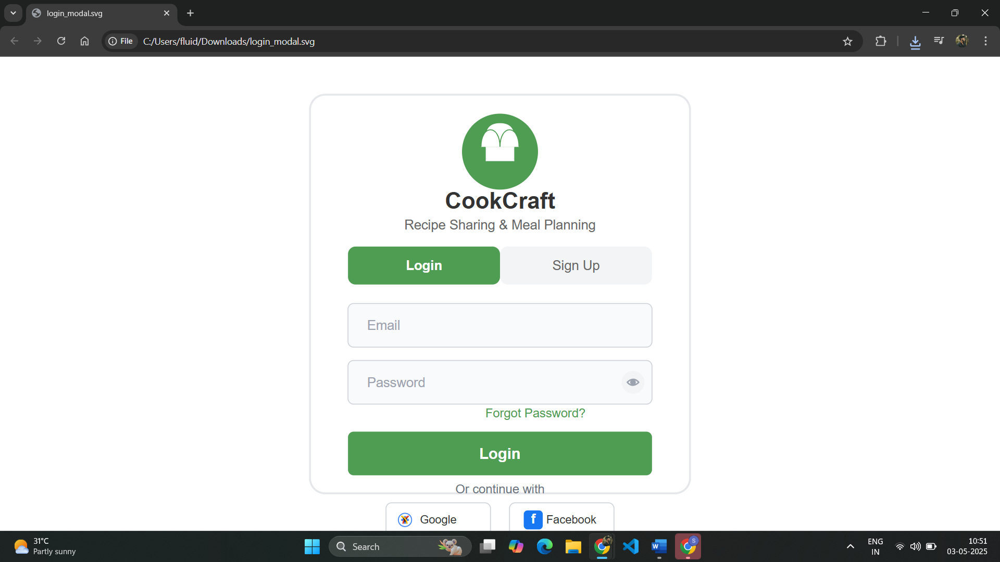 login_modal.svg
File
C:/Users/fluid/Downloads/login_modal.svg
CookCraft
Recipe Sharing & Meal Planning
Login
Sign Up
Email
Password
Forgot Password?
Login
Or continue with
Google
f Facebook
31°C
Partly sunny
Search
W
S
ENG
IN
10:51
03-05-2025